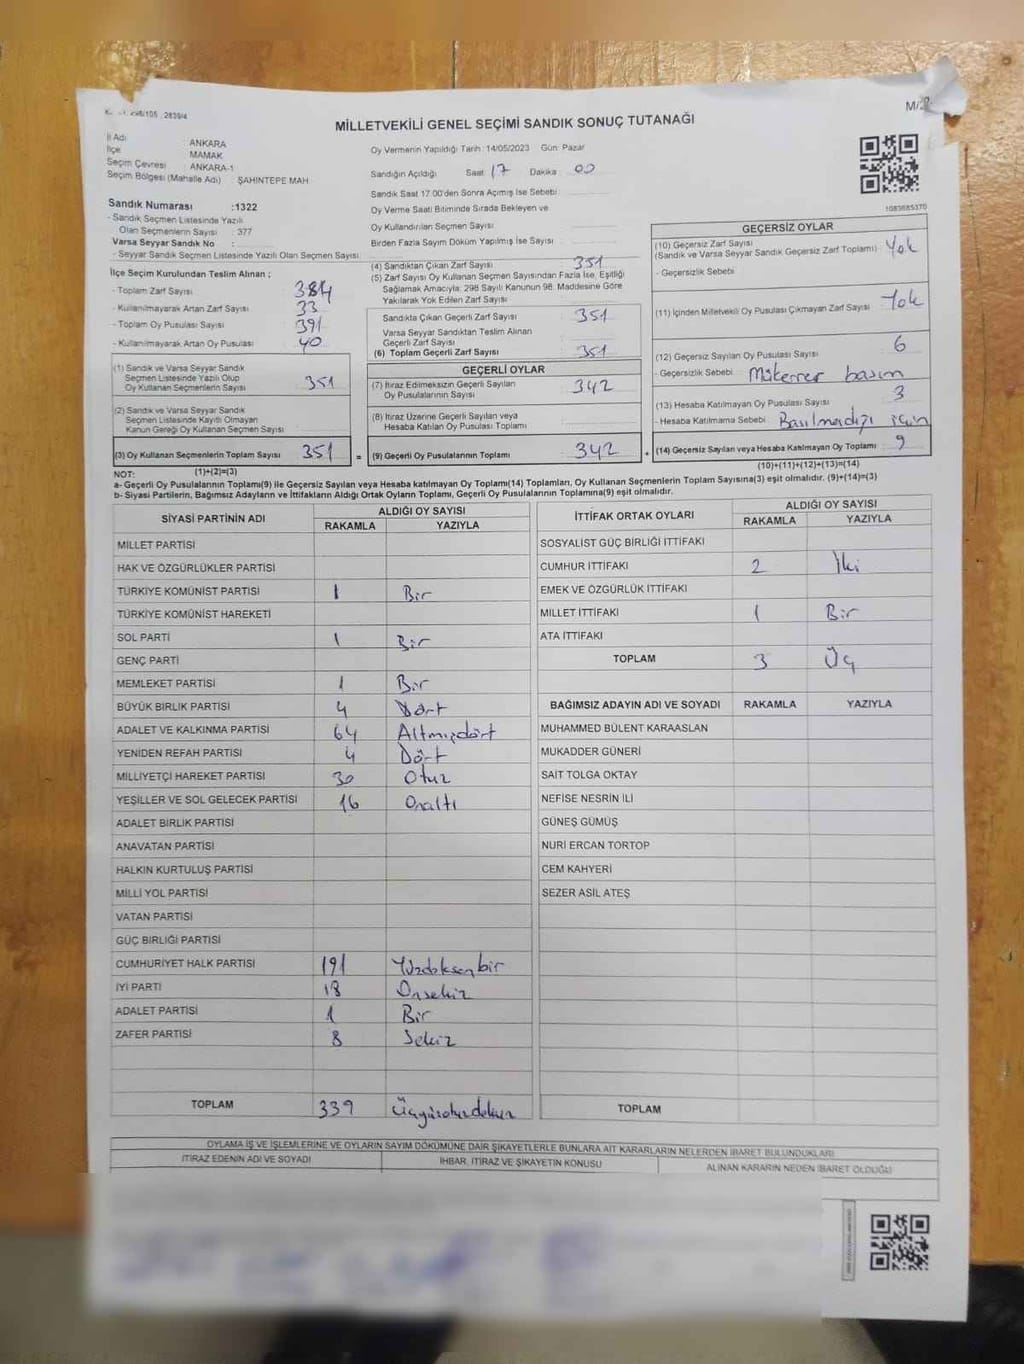 MİLLETVEKİLİ GENEL SEÇİMİ SANDIK SONUÇ TUTANAĞI
İl Adı : ANKARA
İlçe : MAMAK
Seçim Çevresi : ANKARA-1
Seçim Bölgesi (Mahalle Adı) : ŞAHİNTEPE MAH.
Sandık Numarası :1322
- Sandık Seçmen Listesinde Yazılı
Olan Seçmenlerin Sayısı : 377
Varsa Seyyar Sandık No :
- Seyyar Sandık Seçmen Listesinde Yazılı Olan Seçmen Sayısı :
İlçe Seçim Kurulundan Teslim Alınan ;
- Toplam Zarf Sayısı 384
- Kullanılmayarak Artan Zarf Sayısı : 33
- Toplam Oy Pusulası Sayısı : 391
- Kullanılmayarak Artan Oy Pusulası : 40
(1) Sandık ve Varsa Seyyar Sandık
Seçmen Listesinde Yazılı Olup
Oy Kullanan Seçmenlerin Sayısı : 351
(2) Sandık ve Varsa Seyyar Sandık
Seçmen Listesinde Kayıtlı Olmayan
Kanun Gereği Oy Kullanan Seçmen Sayısı :
(3) Oy Kullanan Seçmenlerin Toplam Sayısı : 351
(1)+(2)=(3)
Oy Vermenin Yapıldığı Tarih : 14/05/2023 Gün: Pazar
Sandığın Açıldığı Saat : 17 Dakika : 00
Sandık Saat 17.00'den Sonra Açılmış İse Sebebi :
Oy Verme Saati Bitiminde Sırada Bekleyen ve
Oy Kullandırılan Seçmen Sayısı :
Birden Fazla Sayım Döküm Yapılmış İse Sayısı :
(4) Sandıktan Çıkan Zarf Sayısı : 351
(5) Zarf Sayısı Oy Kullanan Seçmen Sayısından Fazla İse, Eşitliği
Sağlamak Amacıyla; 298 Sayılı Kanunun 98. Maddesine Göre
Yakılarak Yok Edilen Zarf Sayısı :
Sandıkta Çıkan Geçerli Zarf Sayısı : 351
Varsa Seyyar Sandıktan Teslim Alınan
Geçerli Zarf Sayısı :
(6) Toplam Geçerli Zarf Sayısı : 351
GEÇERLİ OYLAR
(7) İtiraz Edilmeksizin Geçerli Sayılan
Oy Pusulalarının Sayısı : 342
(8) İtiraz Üzerine Geçerli Sayılan veya
Hesaba Katılan Oy Pusulası Toplamı :
= (9) Geçerli Oy Pusulalarının Toplamı : 342 +
1083685370
GEÇERSİZ OYLAR
(10) Geçersiz Zarf Sayısı
(Sandık ve Varsa Seyyar Sandık Geçersiz Zarf Toplamı) : Yok
- Geçersizlik Sebebi :
(11) İçinden Milletvekili Oy Pusulası Çıkmayan Zarf Sayısı : Yok
(12) Geçersiz Sayılan Oy Pusulası Sayısı : 6
- Geçersizlik Sebebi : Mükerrer basım
(13) Hesaba Katılmayan Oy Pusulası Sayısı : 3
- Hesaba Katılmama Sebebi : Basılmadığı için
(14) Geçersiz Sayılan veya Hesaba Katılmayan Oy Toplamı : 9
(10)+(11)+(12)+(13)=(14)
NOT:
a- Geçerli Oy Pusulalarının Toplamı(9) ile Geçersiz Sayılan veya Hesaba Katılmayan Oy Toplamı(14) Toplamları, Oy Kullanan Seçmenlerin Toplam Sayısına(3) eşit olmalıdır. (9)+(14)=(3)
b- Siyasi Partilerin, Bağımsız Adayların ve İttifakların Aldığı Ortak Oyların Toplamı, Geçerli Oy Pusulalarının Toplamına(9) eşit olmalıdır.
SİYASİ PARTİNİN ADI ALDIĞI OY SAYISI
RAKAMLA YAZIYLA
MİLLET PARTİSİ
HAK VE ÖZGÜRLÜKLER PARTİSİ
TÜRKİYE KOMÜNİST PARTİSİ 1 Bir
TÜRKİYE KOMÜNİST HAREKETİ
SOL PARTİ 1 Bir
GENÇ PARTİ
MEMLEKET PARTİSİ 1 Bir
BÜYÜK BİRLİK PARTİSİ 4 Dört
ADALET VE KALKINMA PARTİSİ 64 Altmışdört
YENİDEN REFAH PARTİSİ 4 Dört
MİLLİYETÇİ HAREKET PARTİSİ 30 Otuz
YEŞİLLER VE SOL GELECEK PARTİSİ 16 Onaltı
ADALET BİRLİK PARTİSİ
ANAVATAN PARTİSİ
HALKIN KURTULUŞ PARTİSİ
MİLLİ YOL PARTİSİ
VATAN PARTİSİ
GÜÇ BİRLİĞİ PARTİSİ
CUMHURİYET HALK PARTİSİ 191 Yüzdoksanbir
İYİ PARTİ 18 Onsekiz
ADALET PARTİSİ 1 Bir
ZAFER PARTİSİ 8 Sekiz
TOPLAM 339 Üçyüzotuzdokuz
İTTİFAK ORTAK OYLARI ALDIĞI OY SAYISI
RAKAMLA YAZIYLA
SOSYALİST GÜÇ BİRLİĞİ İTTİFAKI
CUMHUR İTTİFAKI 2 İki
EMEK VE ÖZGÜRLÜK İTTİFAKI
MİLLET İTTİFAKI 1 Bir
ATA İTTİFAKI
TOPLAM 3 Üç
BAĞIMSIZ ADAYIN ADI VE SOYADI RAKAMLA YAZIYLA
MUHAMMED BÜLENT KARAASLAN
MUKADDER GÜNERİ
SAİT TOLGA OKTAY
NEFİSE NESRİN İLİ
GÜNEŞ GÜMÜŞ
NURİ ERCAN TORTOP
CEM KAHYERİ
SEZER ASİL ATEŞ
TOPLAM
OYLAMA İŞ VE İŞLEMLERİNE VE OYLARIN SAYIM DÖKÜMÜNE DAİR ŞİKAYETLERLE BUNLARA AİT KARARLARIN NELERDEN İBARET BULUNDUKLARI
İTİRAZ EDENİN ADI VE SOYADI İHBAR, İTİRAZ VE ŞİKAYETİN KONUSU ALINAN KARARIN NEDEN İBARET OLDUĞU